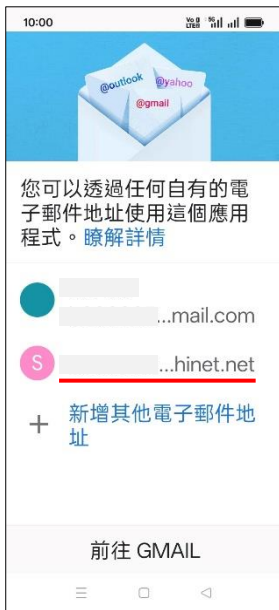 10:00
@outlook @yahoo
@gmail
您可以透過任何自有的電
子郵件地址使用這個應用
程式。瞭解詳情
...mail.com
S ...hinet.net
+ 新增其他電子郵件地
址
前往 GMAIL